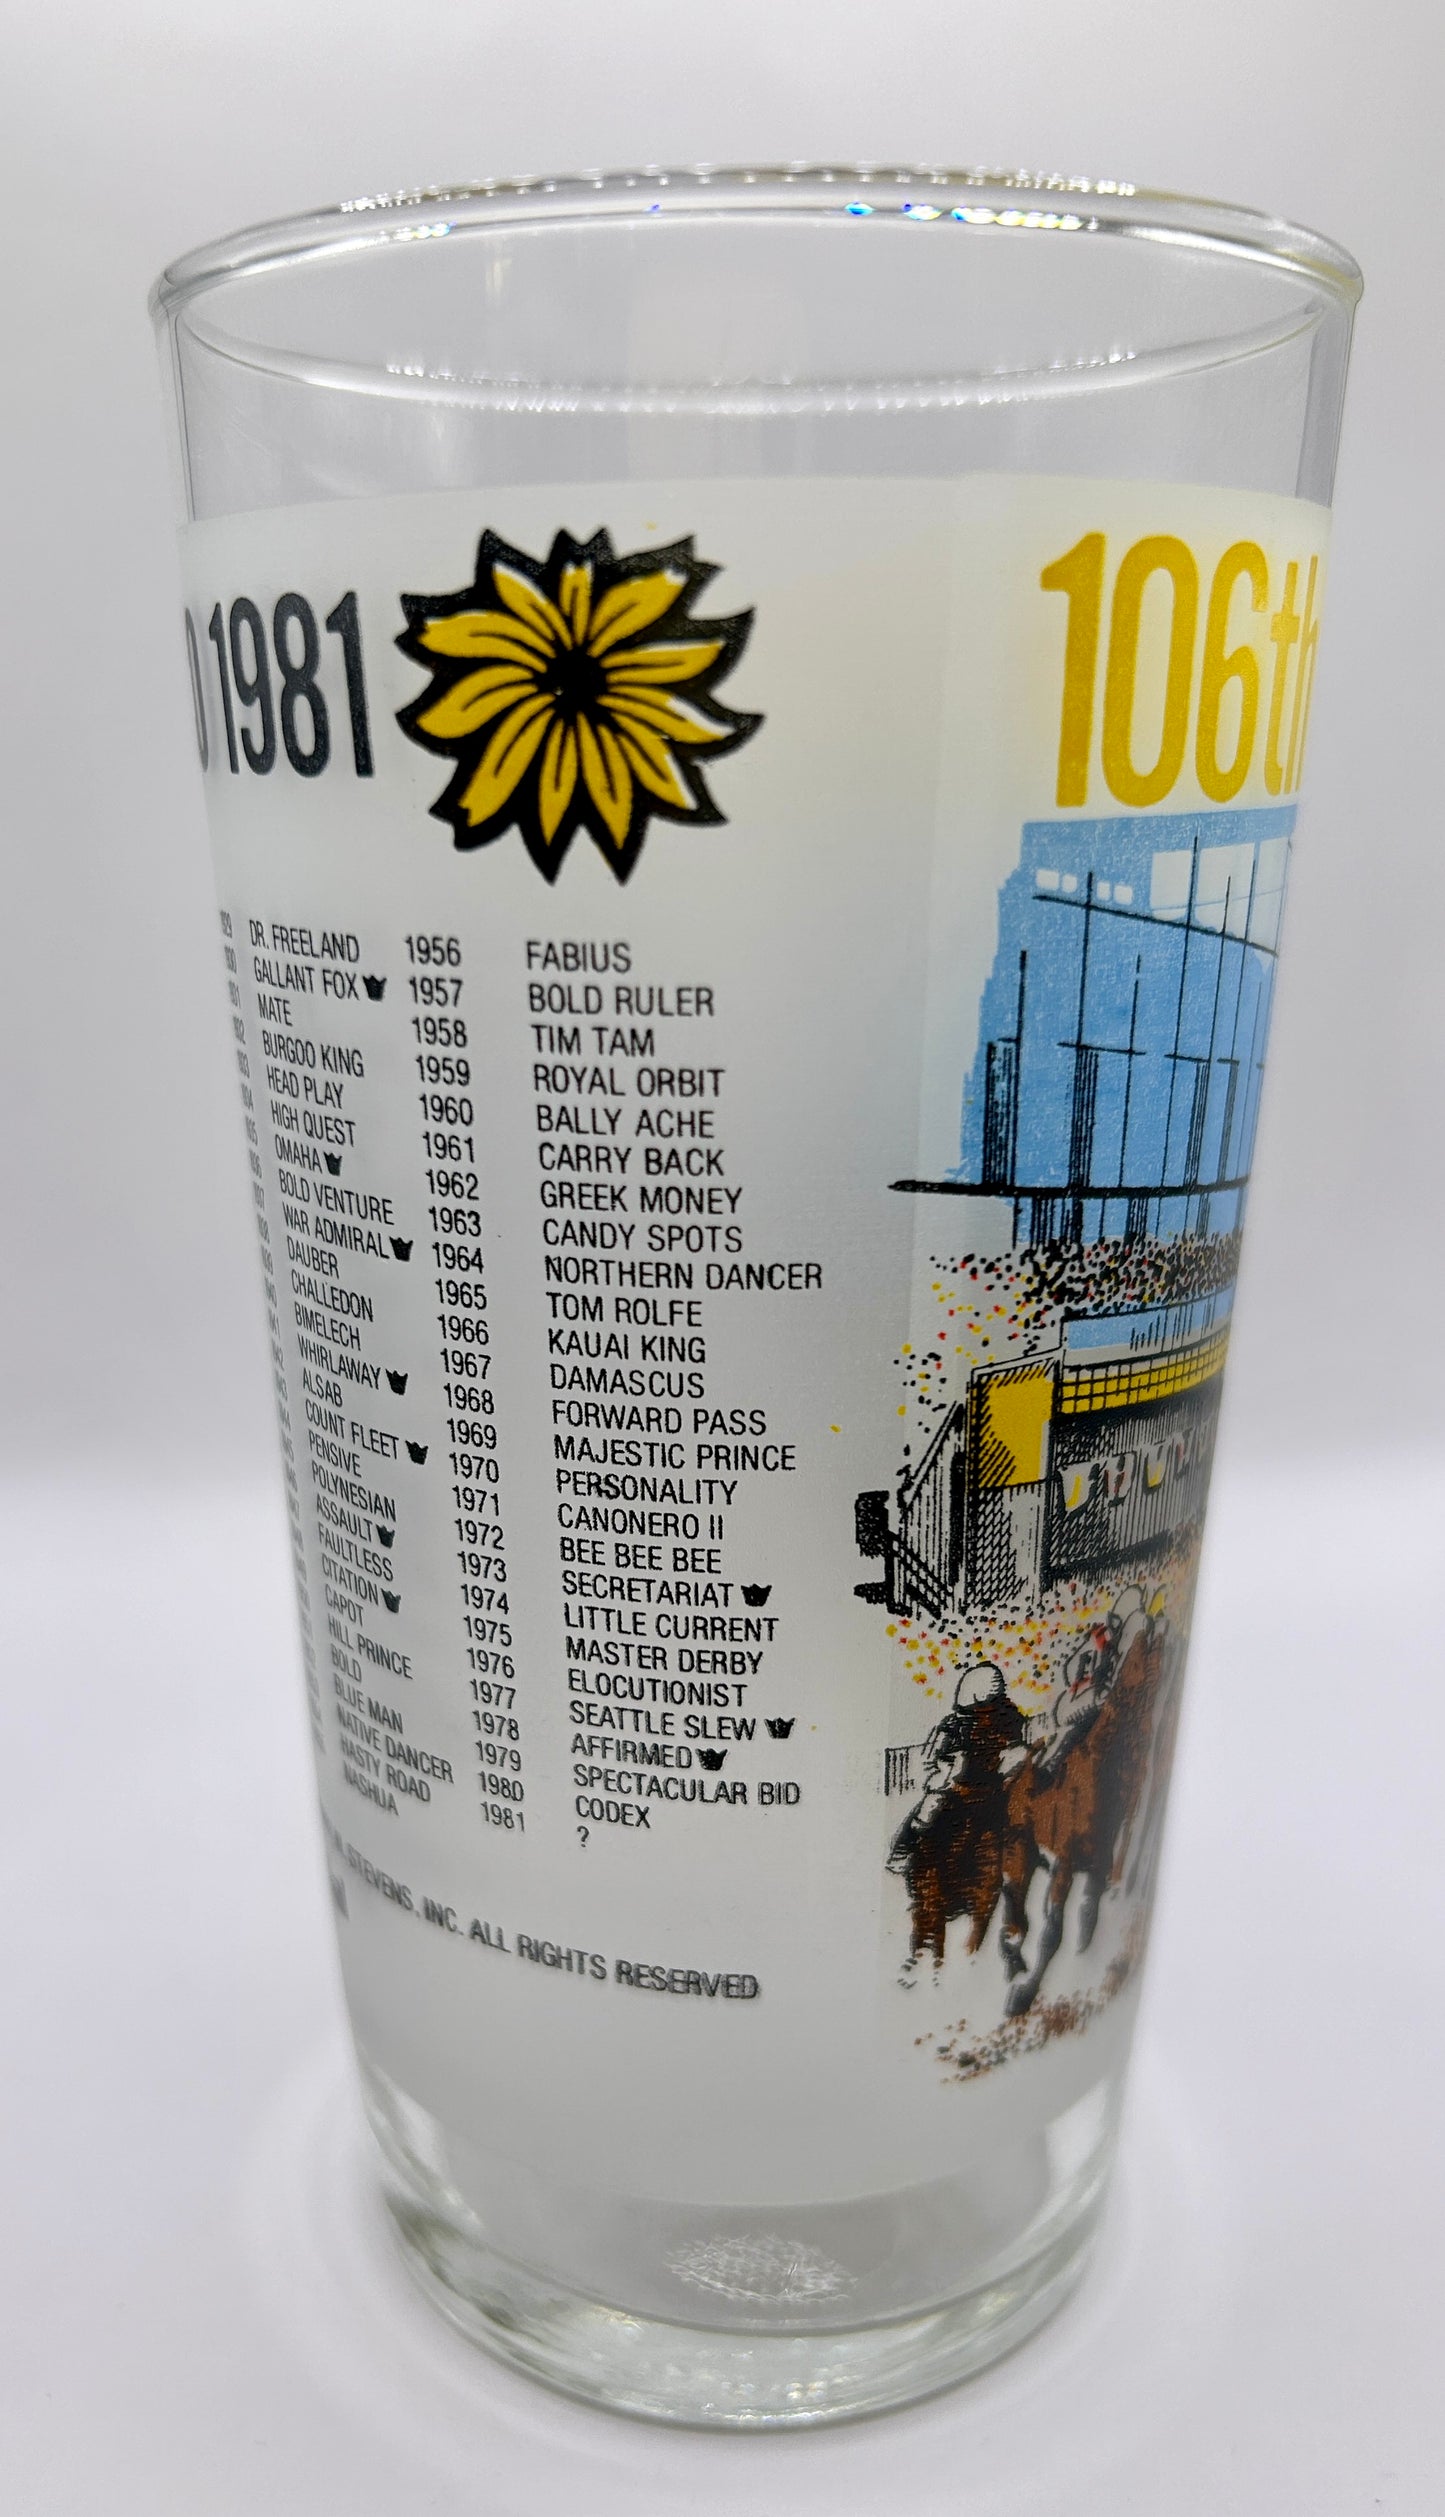 1981
106th
DR. FREELAND 1956 FABIUS
GALLANT FOX 1957 BOLD RULER
MATE 1958 TIM TAM
BURGOO KING 1959 ROYAL ORBIT
HEAD PLAY 1960 BALLY ACHE
HIGH QUEST 1961 CARRY BACK
OMAHA 1962 GREEK MONEY
BOLD VENTURE 1963 CANDY SPOTS
WAR ADMIRAL 1964 NORTHERN DANCER
DAUBER 1965 TOM ROLFE
CHALLEDON 1966 KAUAI KING
BIMELECH 1967 DAMASCUS
WHIRLAWAY 1968 FORWARD PASS
ALSAB 1969 MAJESTIC PRINCE
COUNT FLEET 1970 PERSONALITY
PENSIVE 1971 CANONERO II
POLYNESIAN 1972 BEE BEE BEE
ASSAULT 1973 SECRETARIAT
FAULTLESS 1974 LITTLE CURRENT
CITATION 1975 MASTER DERBY
CAPOT 1976 ELOCUTIONIST
HILL PRINCE 1977 SEATTLE SLEW
BOLD 1978 AFFIRMED
BLUE MAN 1979 SPECTACULAR BID
NATIVE DANCER 1980 CODEX
HASTY ROAD 1981 ?
NASHUA
STEVENS, INC. ALL RIGHTS RESERVED